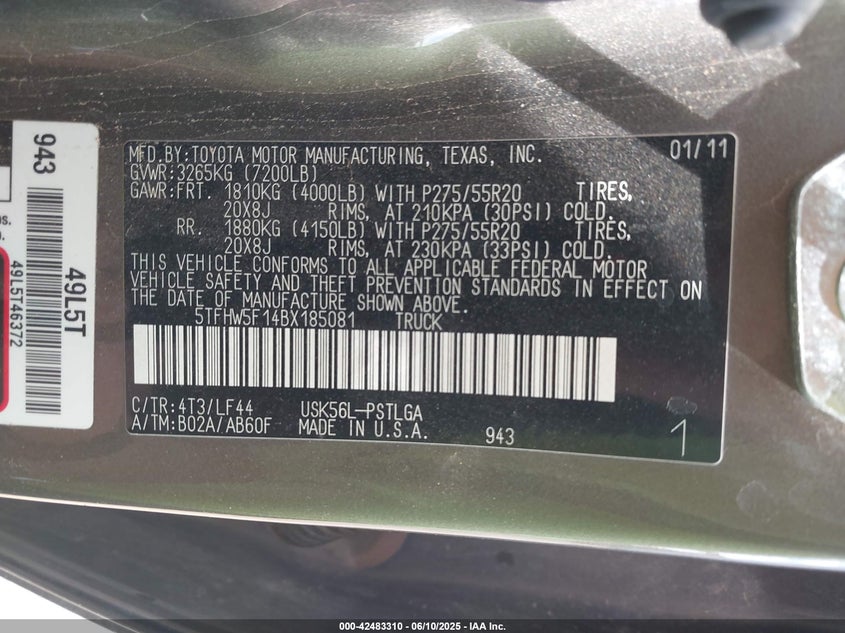 MFD.BY:TOYOTA MOTOR MANUFACTURING, TEXAS, INC. 01/11
GVWR:3265KG (7200LB)
GAWR:FRT. 1810KG (4000LB) WITH P275/55R20 TIRES,
20X8J RIMS, AT 210KPA (30PSI) COLD.
RR. 1880KG (4150LB) WITH P275/55R20 TIRES,
20X8J RIMS, AT 230KPA (33PSI) COLD.
THIS VEHICLE CONFORMS TO ALL APPLICABLE FEDERAL MOTOR
VEHICLE SAFETY AND THEFT PREVENTION STANDARDS IN EFFECT ON
THE DATE OF MANUFACTURE SHOWN ABOVE.
5TFHW5F14BX185081 TRUCK
C/TR:4T3/LF44 USK56L-PSTLGA
A/TM:B02A/AB60F MADE IN U.S.A. 943
1
943
49L5T
49L5T46372
000-42483310 - 06/10/2025 - IAA Inc.